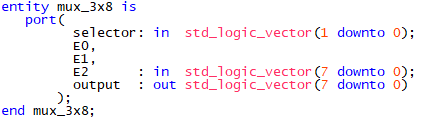 entity mux_3x8 is
port(
selector: in std_logic_vector(1 downto 0);
E0,
E1,
E2 : in std_logic_vector(7 downto 0);
output : out std_logic_vector(7 downto 0)
);
end mux_3x8;